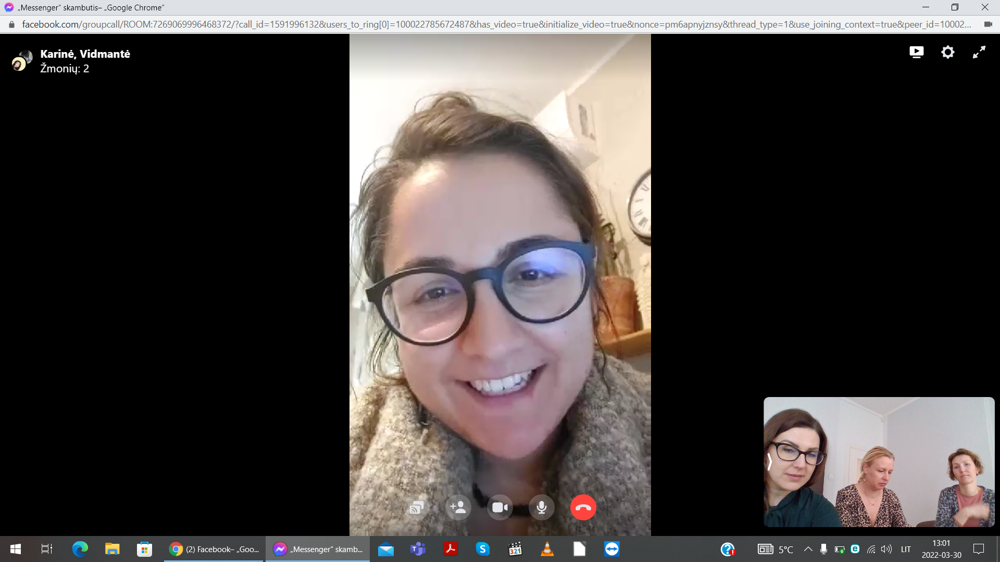 „Messenger“ skambutis– „Google Chrome“
facebook.com/groupcall/ROOM:7269069996468372/?call_id=1591996132&users_to_ring[0]=100022785672487&has_video=true&initialize_video=true&nonce=pm6apnyjznsy&thread_type=1&use_joining_context=true&peer_id=10002...
Karinė, Vidmantė
Žmonių: 2
(2) Facebook– „Goo...
„Messenger“ skamb...
321
5°C
LIT
13:01
2022-03-30